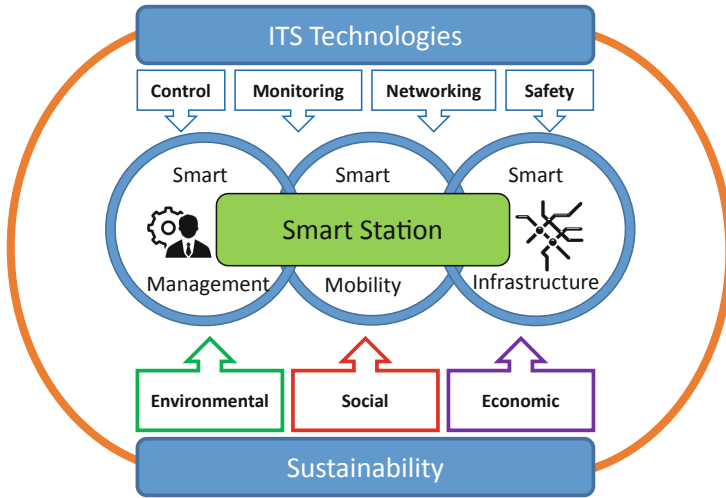 ITS Technologies
Control
Monitoring
Networking
Safety
Smart
Smart
Smart
Smart Station
Management
Mobility
Infrastructure
Environmental
Social
Economic
Sustainability